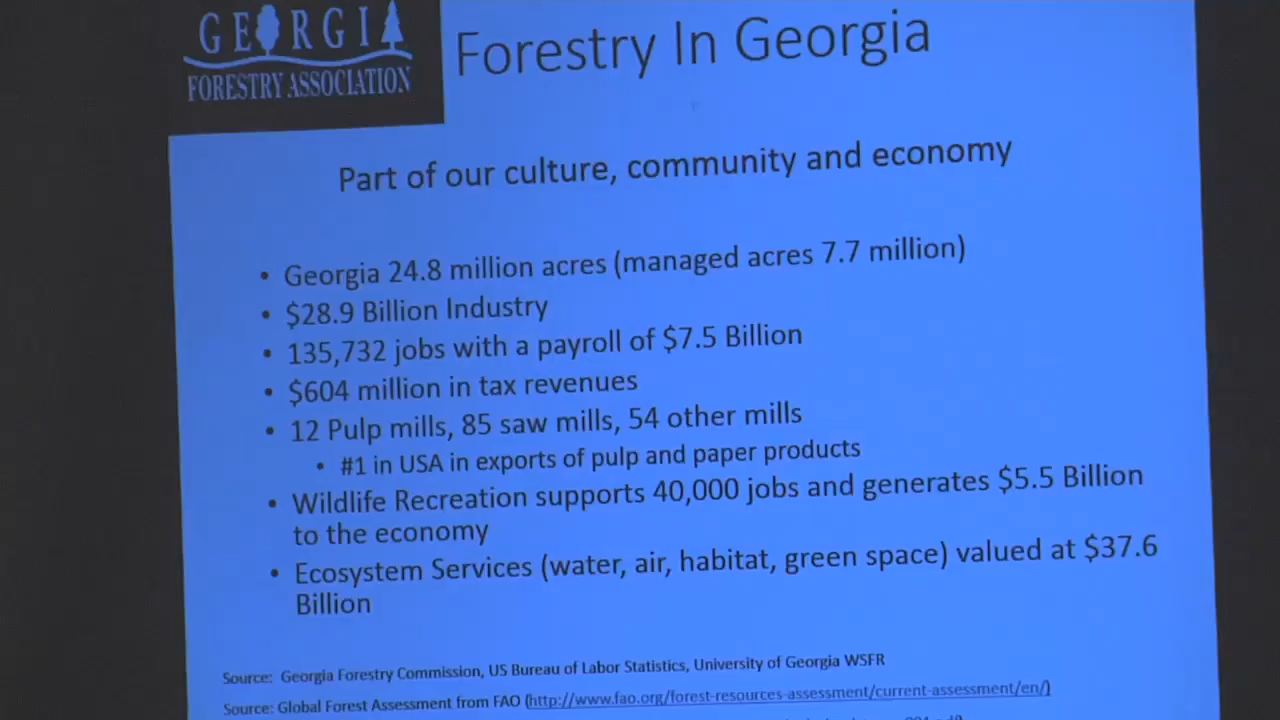 GEORGIA
FORESTRY ASSOCIATION
Forestry In Georgia
Part of our culture, community and economy
• Georgia 24.8 million acres (managed acres 7.7 million)
• $28.9 Billion Industry
• 135,732 jobs with a payroll of $7.5 Billion
• $604 million in tax revenues
• 12 Pulp mills, 85 saw mills, 54 other mills
• #1 in USA in exports of pulp and paper products
• Wildlife Recreation supports 40,000 jobs and generates $5.5 Billion
to the economy
• Ecosystem Services (water, air, habitat, green space) valued at $37.6
Billion
Source: Georgia Forestry Commission, US Bureau of Labor Statistics, University of Georgia WSFR
Source: Global Forest Assessment from FAO (http://www.fao.org/forest-resources-assessment/current-assessment/en/)